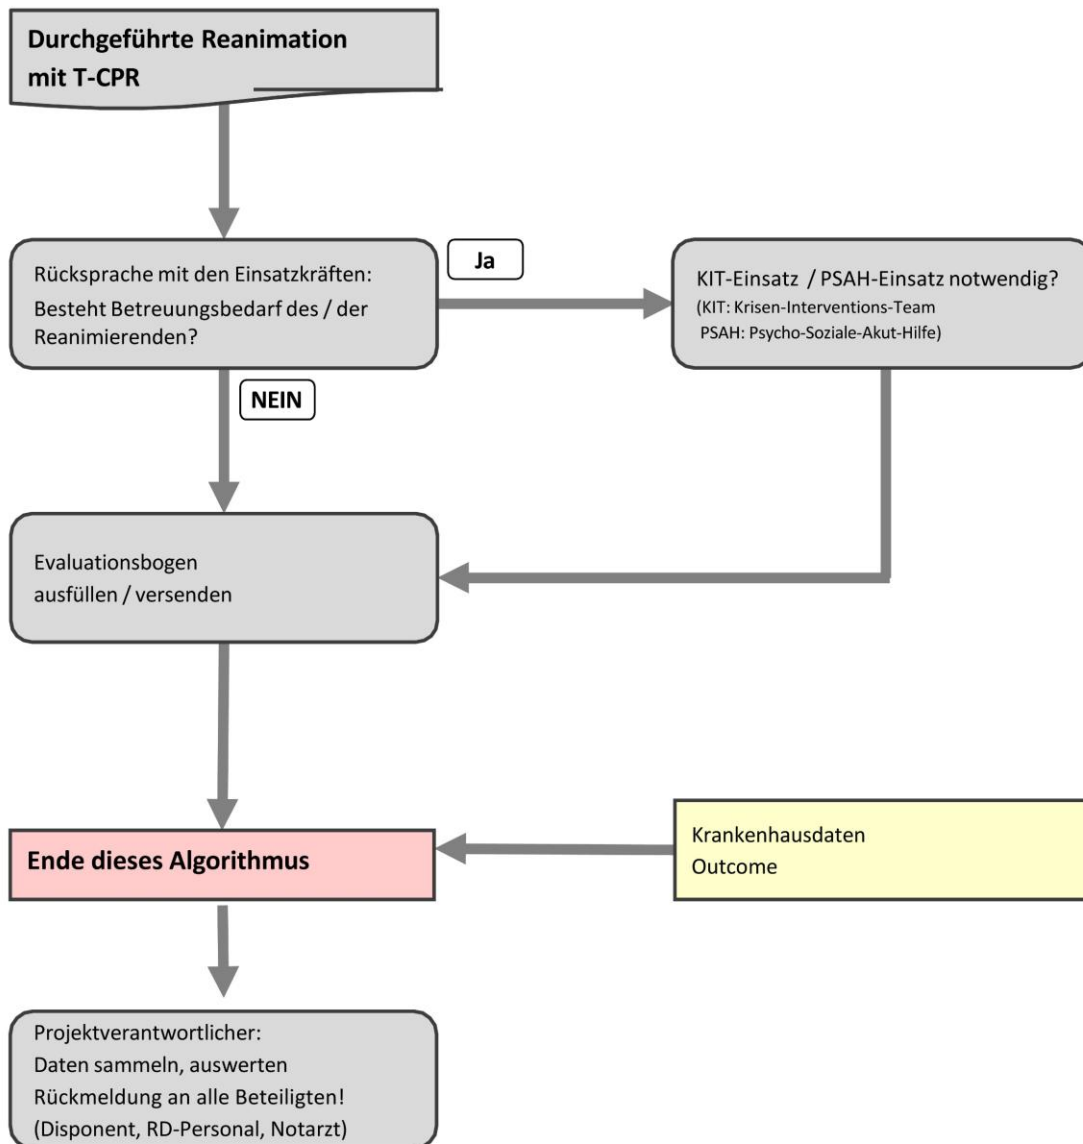 Durchgeführte Reanimation
mit T-CPR
Rücksprache mit den Einsatzkräften:
Besteht Betreuungsbedarf des / der
Reanimierenden?
Ja
KIT-Einsatz / PSAH-Einsatz notwendig?
(KIT: Krisen-Interventions-Team
PSAH: Psycho-Soziale-Akut-Hilfe)
NEIN
Evaluationsbogen
ausfüllen / versenden
Ende dieses Algorithmus
Krankenhausdaten
Outcome
Projektverantwortlicher:
Daten sammeln, auswerten
Rückmeldung an alle Beteiligten!
(Disponent, RD-Personal, Notarzt)